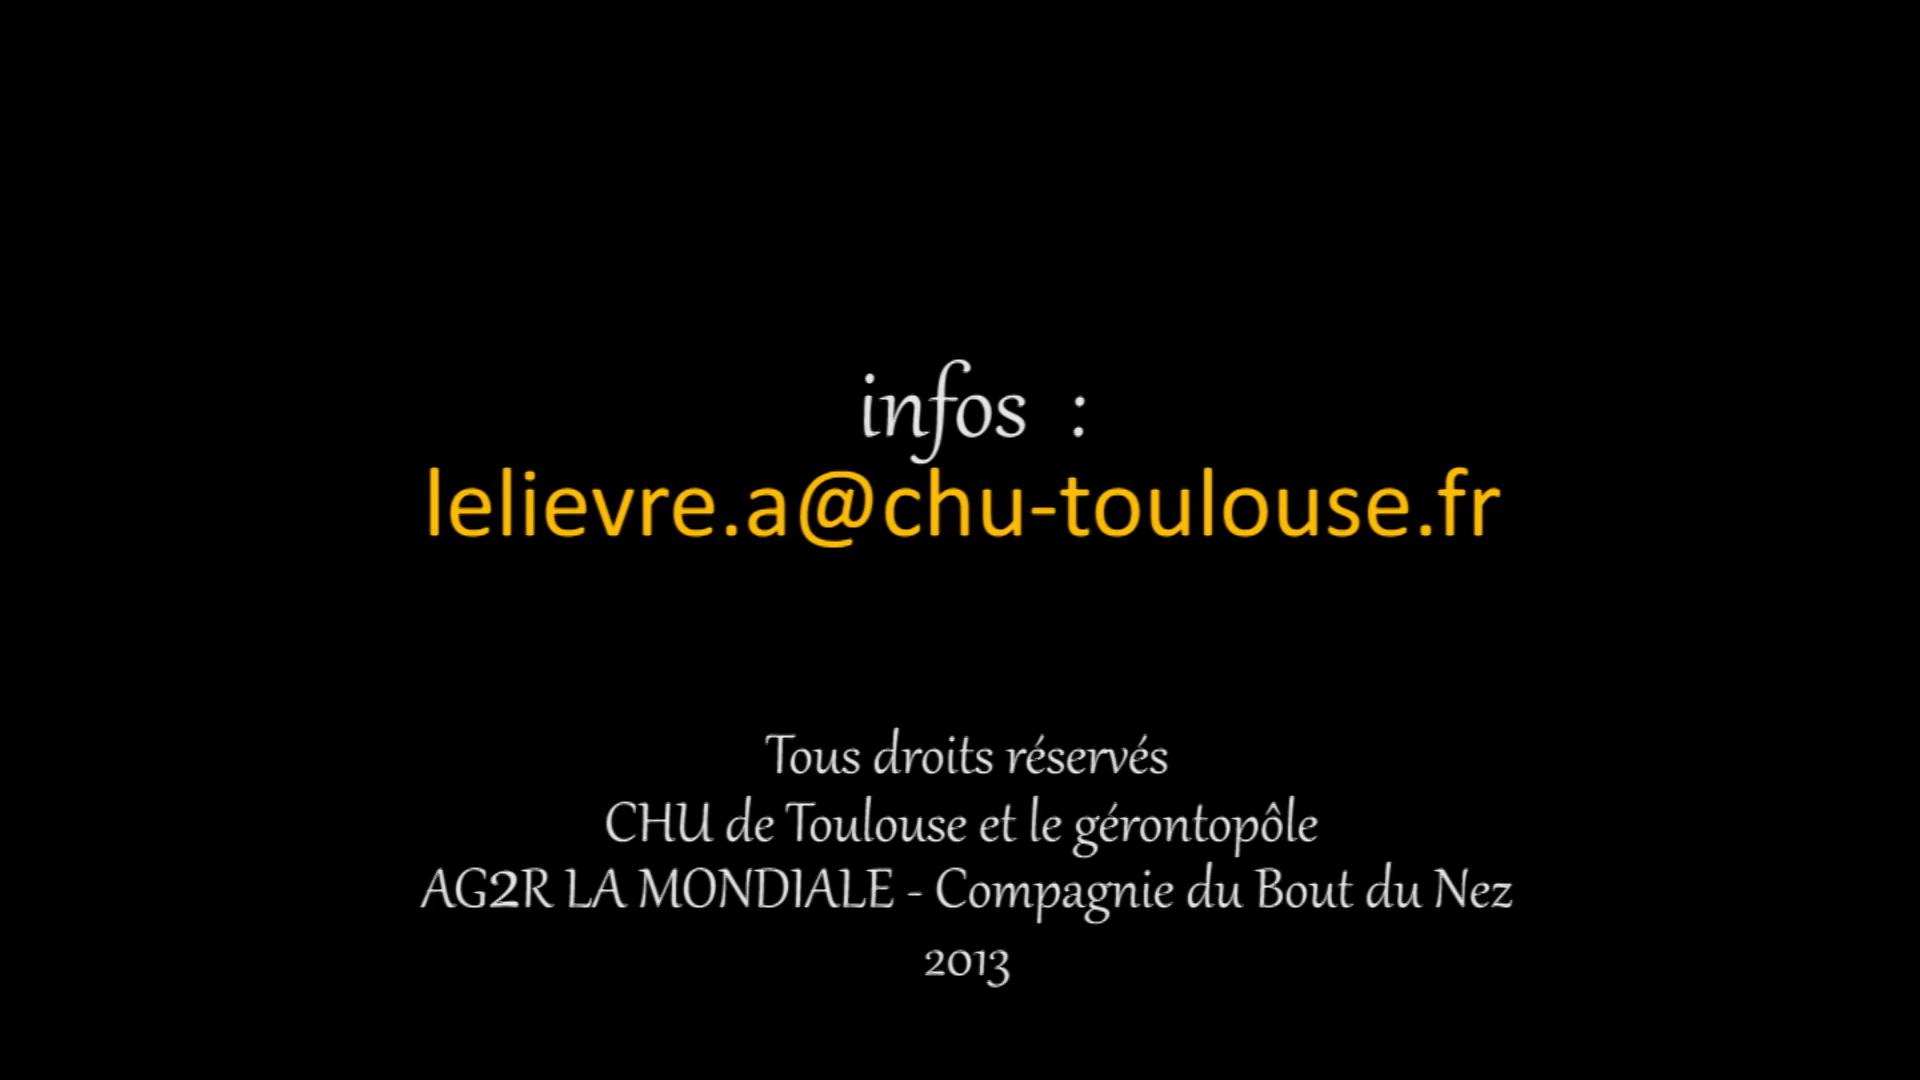 infos :
lelievre.a@chu-toulouse.fr
Tous droits réservés
CHU de Toulouse et le gérontopôle
AG2R LA MONDIALE - Compagnie du Bout du Nez
2013